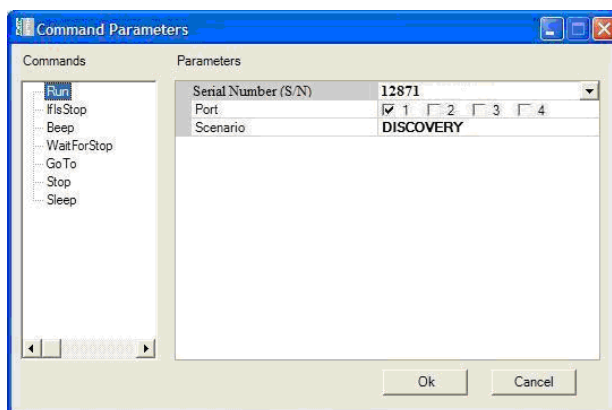 Command Parameters
Commands
Parameters
Run
IfIsStop
Beep
WaitForStop
GoTo
Stop
Sleep
Serial Number (S/N) 12871
Port 1 2 3 4
Scenario DISCOVERY
Ok Cancel